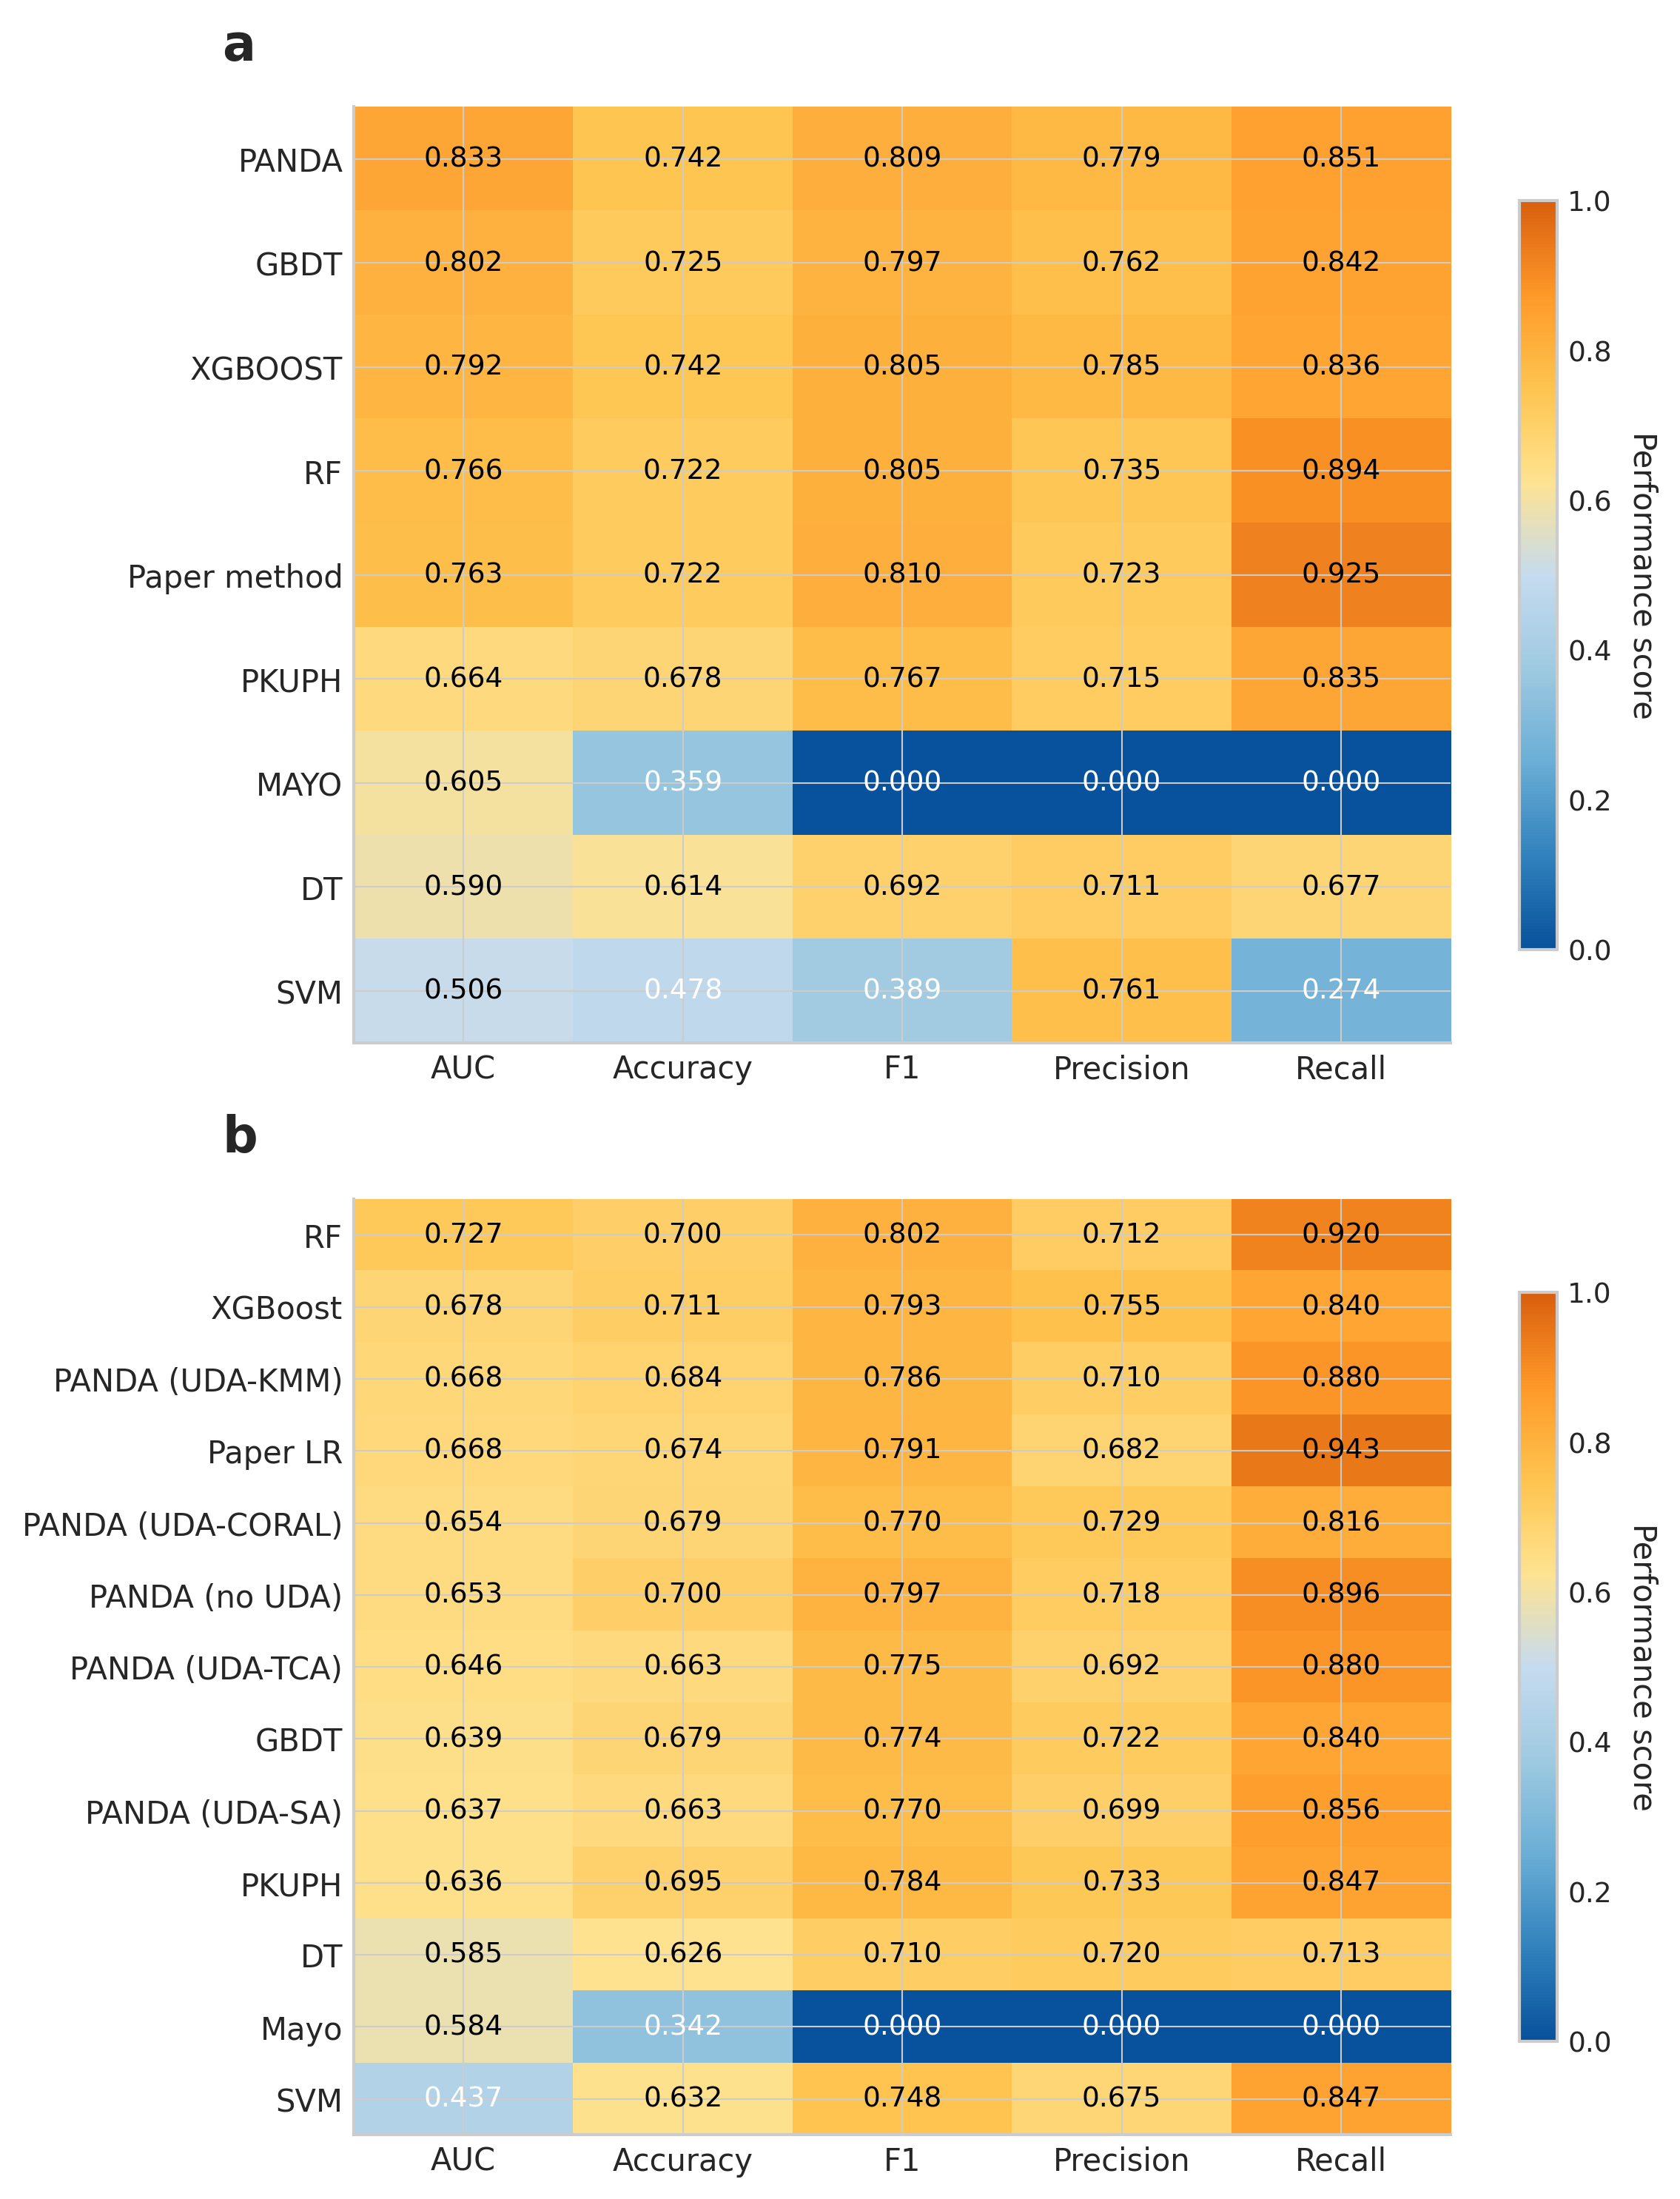 a
PANDA 0.833 0.742 0.809 0.779 0.851
GBDT 0.802 0.725 0.797 0.762 0.842
XGBOOST 0.792 0.742 0.805 0.785 0.836
RF 0.766 0.722 0.805 0.735 0.894
Paper method 0.763 0.722 0.810 0.723 0.925
PKUPH 0.664 0.678 0.767 0.715 0.835
MAYO 0.605 0.359 0.000 0.000 0.000
DT 0.590 0.614 0.692 0.711 0.677
SVM 0.506 0.478 0.389 0.761 0.274
AUC Accuracy F1 Precision Recall
1.0
0.8
0.6
0.4
0.2
0.0
Performance score
b
RF 0.727 0.700 0.802 0.712 0.920
XGBoost 0.678 0.711 0.793 0.755 0.840
PANDA (UDA-KMM) 0.668 0.684 0.786 0.710 0.880
Paper LR 0.668 0.674 0.791 0.682 0.943
PANDA (UDA-CORAL) 0.654 0.679 0.770 0.729 0.816
PANDA (no UDA) 0.653 0.700 0.797 0.718 0.896
PANDA (UDA-TCA) 0.646 0.663 0.775 0.692 0.880
GBDT 0.639 0.679 0.774 0.722 0.840
PANDA (UDA-SA) 0.637 0.663 0.770 0.699 0.856
PKUPH 0.636 0.695 0.784 0.733 0.847
DT 0.585 0.626 0.710 0.720 0.713
Mayo 0.584 0.342 0.000 0.000 0.000
SVM 0.437 0.632 0.748 0.675 0.847
AUC Accuracy F1 Precision Recall
1.0
0.8
0.6
0.4
0.2
0.0
Performance score